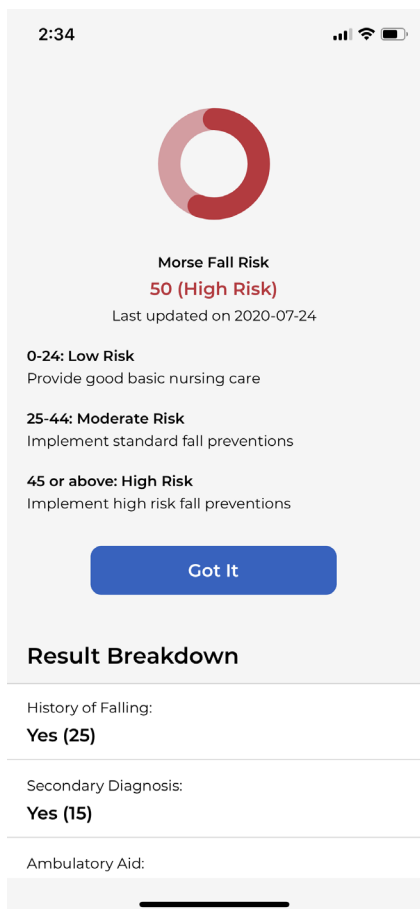 2:34
Morse Fall Risk
50 (High Risk)
Last updated on 2020-07-24
0-24: Low Risk
Provide good basic nursing care
25-44: Moderate Risk
Implement standard fall preventions
45 or above: High Risk
Implement high risk fall preventions
Got It
Result Breakdown
History of Falling:
Yes (25)
Secondary Diagnosis:
Yes (15)
Ambulatory Aid: